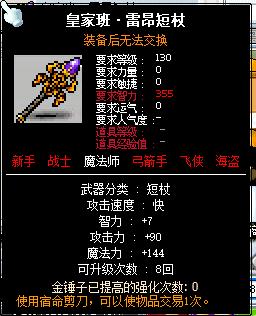 皇家班·雷昂短杖
装备后无法交换
要求等级： 130
要求力量： 0
要求敏捷： 0
要求智力： 355
要求运气： 0
要求人气度： -
道具等级： -
道具经验值： -
新手 战士 魔法师 弓箭手 飞侠 海盗
武器分类 : 短杖
攻击速度 : 快
智力 : +7
攻击力 : +90
魔法力 : +144
可升级次数 : 8回
金锤子已提高的强化次数: 0
使用宿命剪刀，可以使物品交易1次。